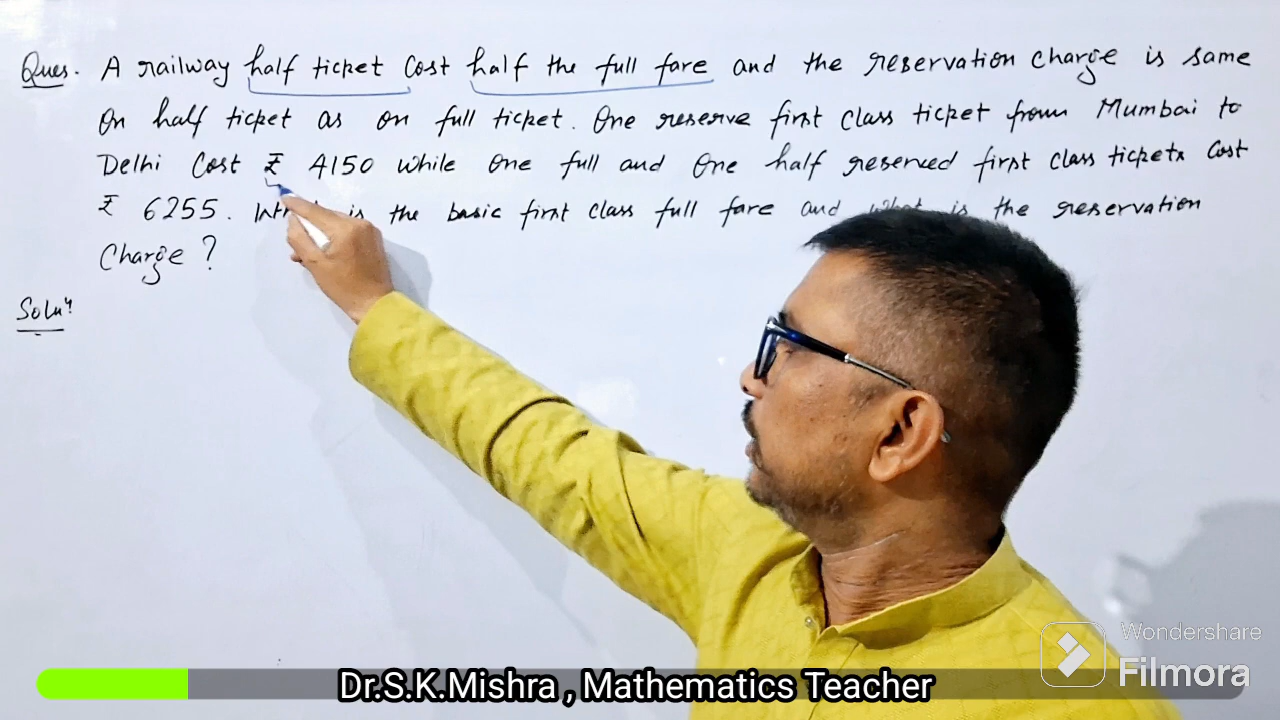 Ques. A railway half ticket cost half the full fare and the reservation charge is same
on half ticket as on full ticket. One reserve first class ticket from Mumbai to
Delhi cost ₹ 4150 while one full and one half reserved first class tickets cost
₹ 6255. is the basic first class full fare and what is the reservation
Charge ?
Soluⁿ
Wondershare
Filmora
Dr.S.K.Mishra , Mathematics Teacher